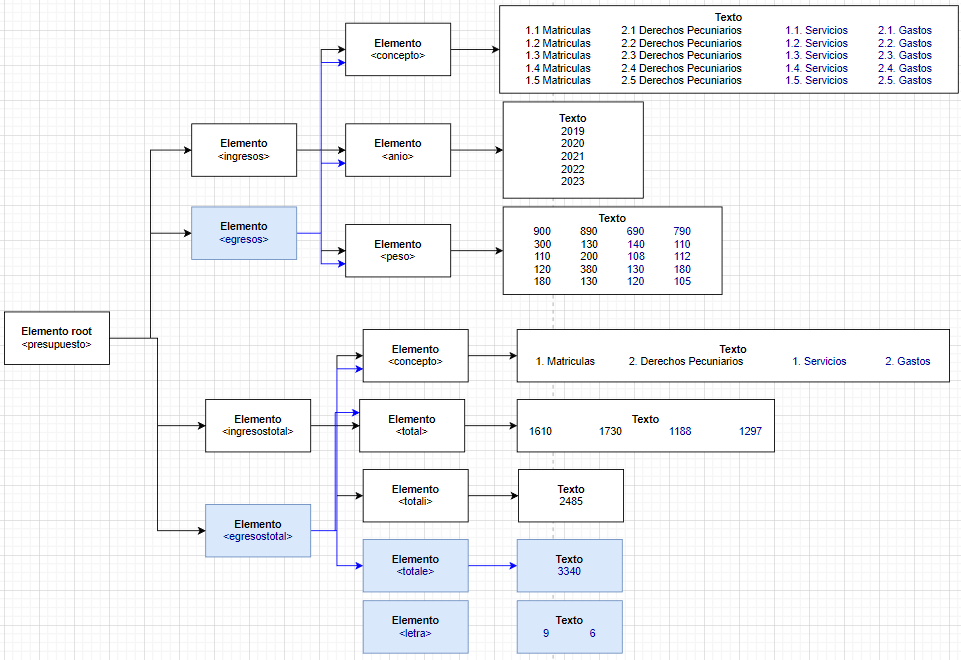 Elemento
<concepto>
Texto
1.1 Matriculas 2.1 Derechos Pecuniarios 1.1. Servicios 2.1. Gastos
1.2 Matriculas 2.2 Derechos Pecuniarios 1.2. Servicios 2.2. Gastos
1.3 Matriculas 2.3 Derechos Pecuniarios 1.3. Servicios 2.3. Gastos
1.4 Matriculas 2.4 Derechos Pecuniarios 1.4. Servicios 2.4. Gastos
1.5 Matriculas 2.5 Derechos Pecuniarios 1.5. Servicios 2.5. Gastos
Elemento
<ingresos>
Elemento
<anio>
Texto
2019
2020
2021
2022
2023
Elemento
<egresos>
Elemento
<peso>
Texto
900 890 690 790
300 130 140 110
110 200 108 112
120 380 130 180
180 130 120 105
Elemento root
<presupuesto>
Elemento
<concepto>
Texto
1. Matriculas 2. Derechos Pecuniarios 1. Servicios 2. Gastos
Elemento
<ingresostotal>
Elemento
<total>
Texto
1610 1730 1188 1297
Elemento
<totali>
Texto
2485
Elemento
<egresostotal>
Elemento
<totale>
Texto
3340
Elemento
<letra>
Texto
9 6